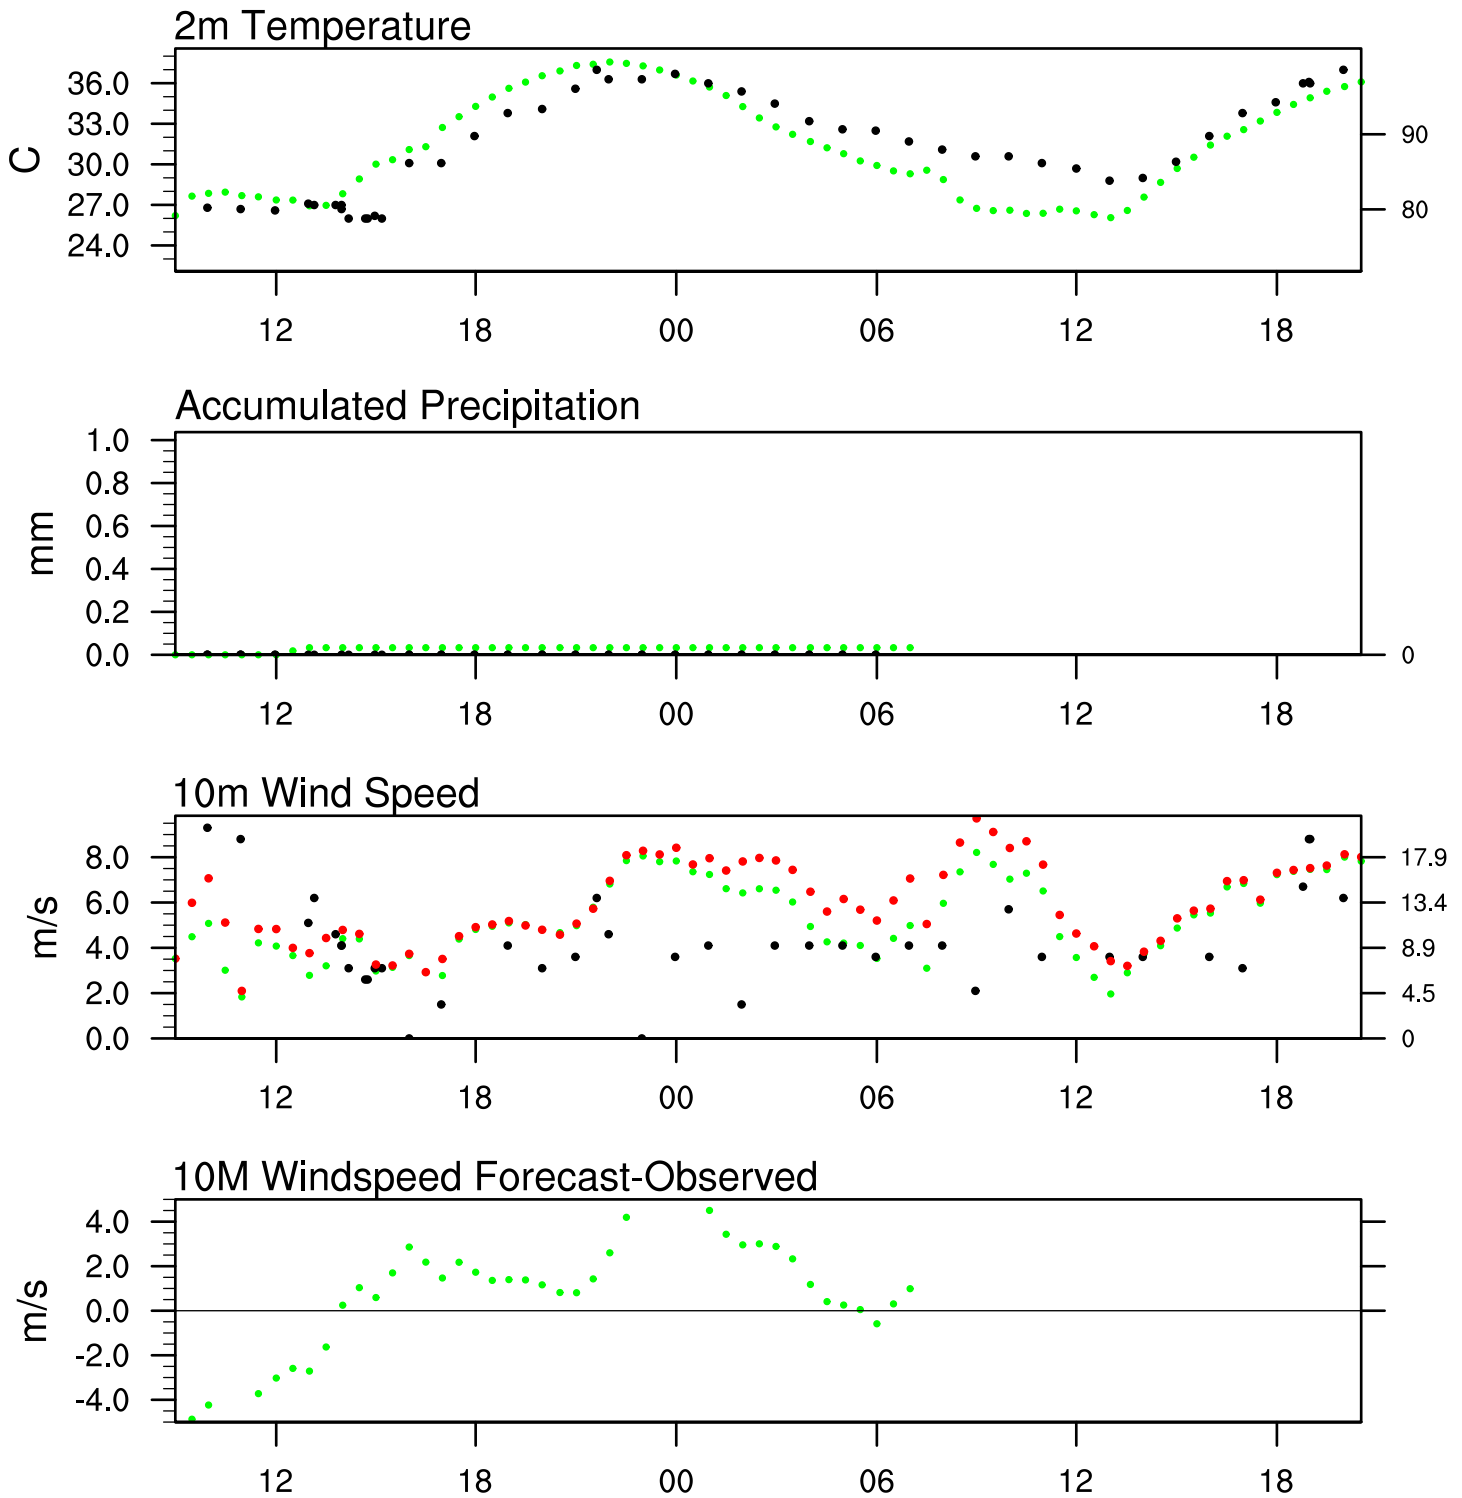 2m Temperature
36.0
33.0
90
30.0
C
27.0
80
24.0
12 18 00 06 12 18
Accumulated Precipitation
1.0
0.8
0.6
mm
0.4
0.2
0.0
0
12 18 00 06 12 18
10m Wind Speed
8.0
17.9
6.0
13.4
m/s
4.0
8.9
2.0
4.5
0.0
0
12 18 00 06 12 18
10M Windspeed Forecast-Observed
4.0
2.0
m/s
0.0
-2.0
-4.0
12 18 00 06 12 18